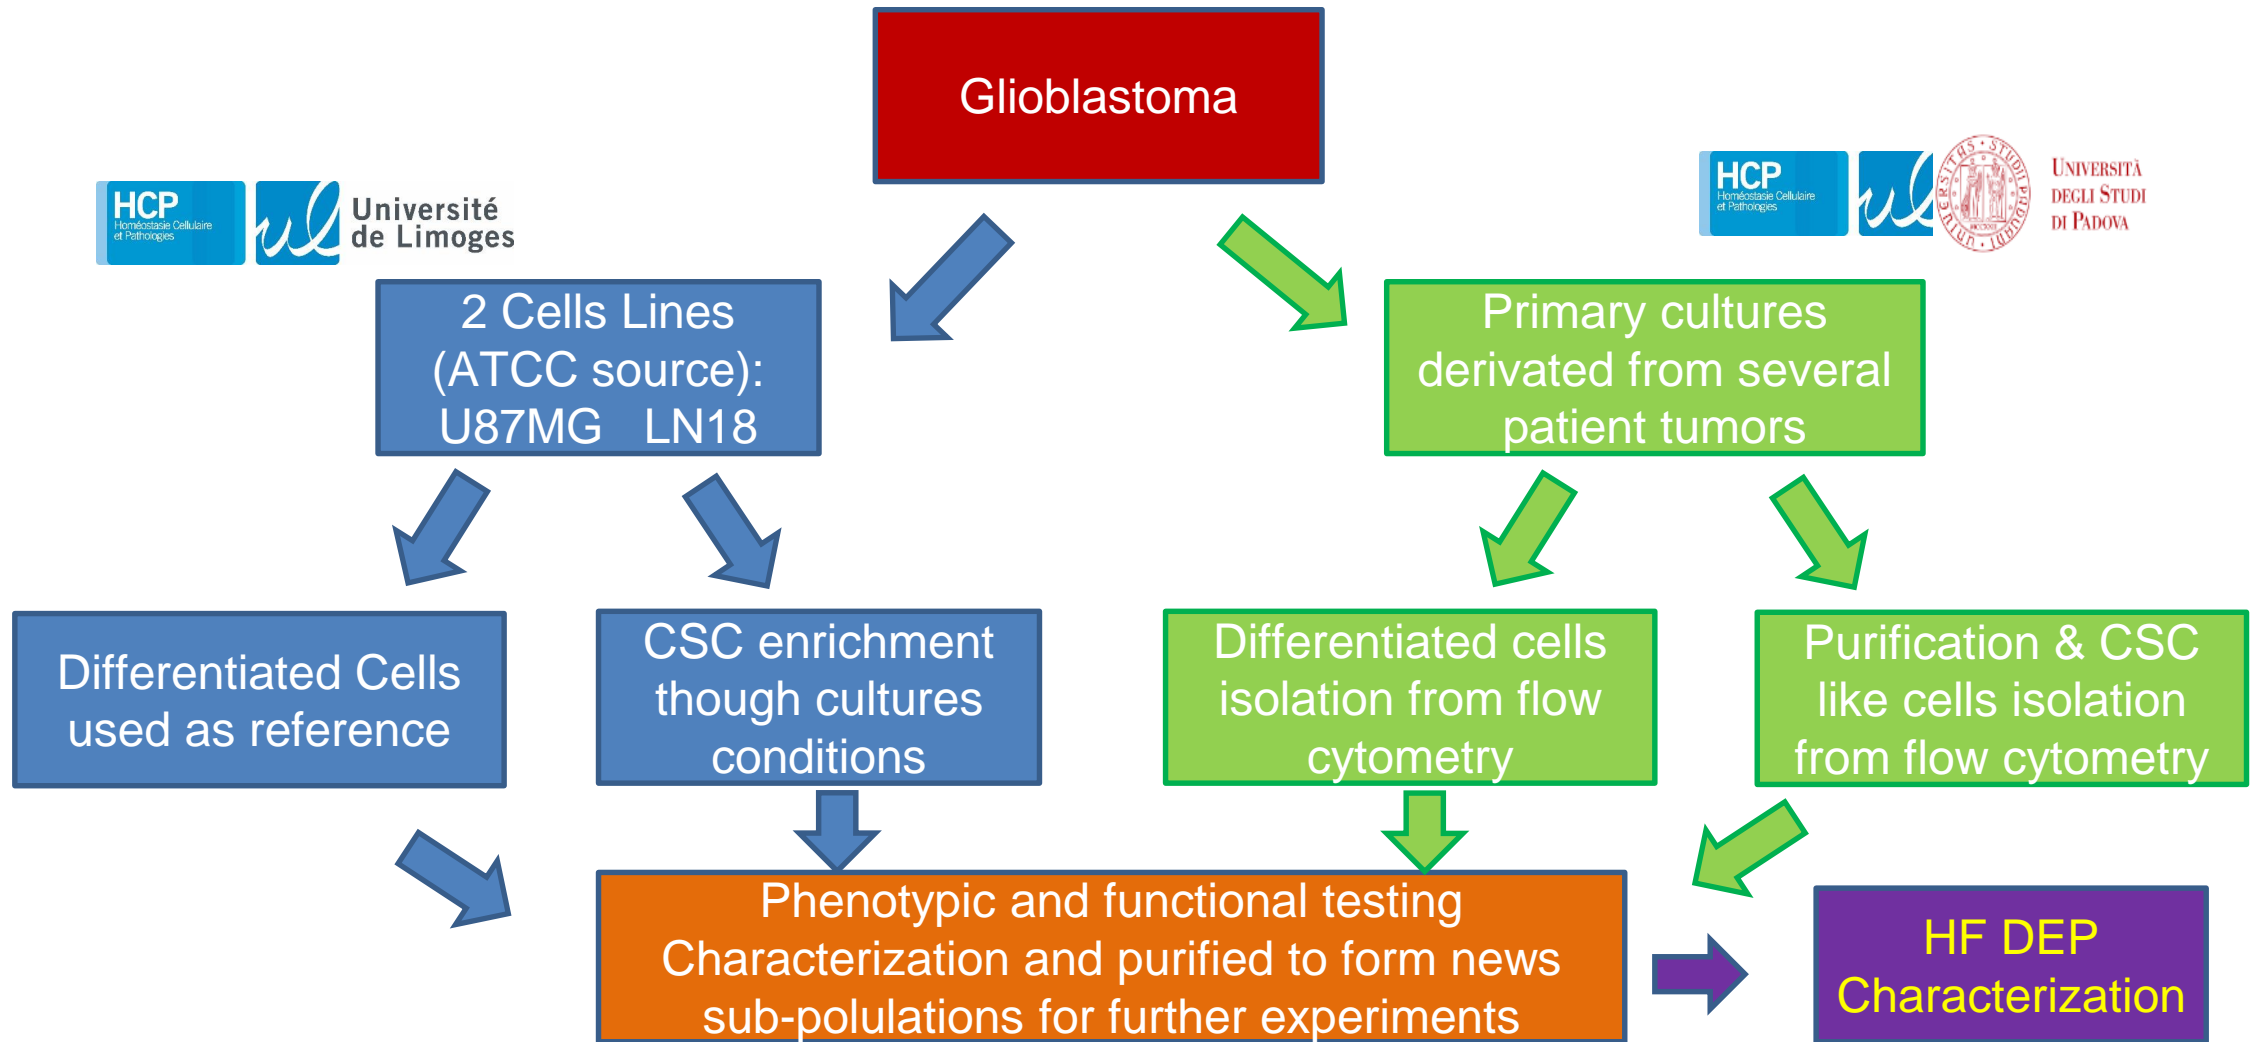 Glioblastoma
HCP
Homéostasie Cellulaire
et Pathologies
ul
Université
de Limoges
HCP
Homéostasie Cellulaire
et Pathologies
ul
UNIVERSITÀ
DEGLI STUDI
DI PADOVA
2 Cells Lines
(ATCC source):
U87MG LN18
Primary cultures
derivated from several
patient tumors
Differentiated Cells
used as reference
CSC enrichment
though cultures
conditions
Differentiated cells
isolation from flow
cytometry
Purification & CSC
like cells isolation
from flow cytometry
Phenotypic and functional testing
Characterization and purified to form news
sub-polulations for further experiments
HF DEP
Characterization